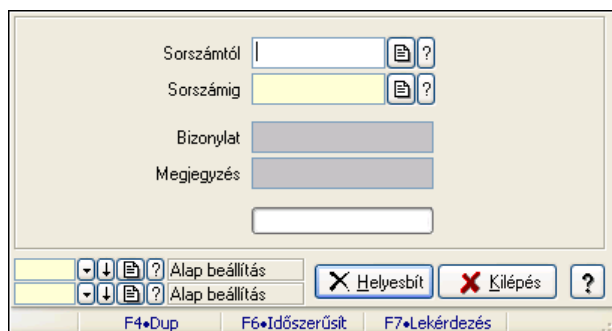 Sorszámtól ?
Sorszámig ?
Bizonylat
Megjegyzés
? Alap beállítás
? Alap beállítás
Helyesbít Kilépés ?
F4•Dup F6•Időszerűsít F7•Lekérdezés